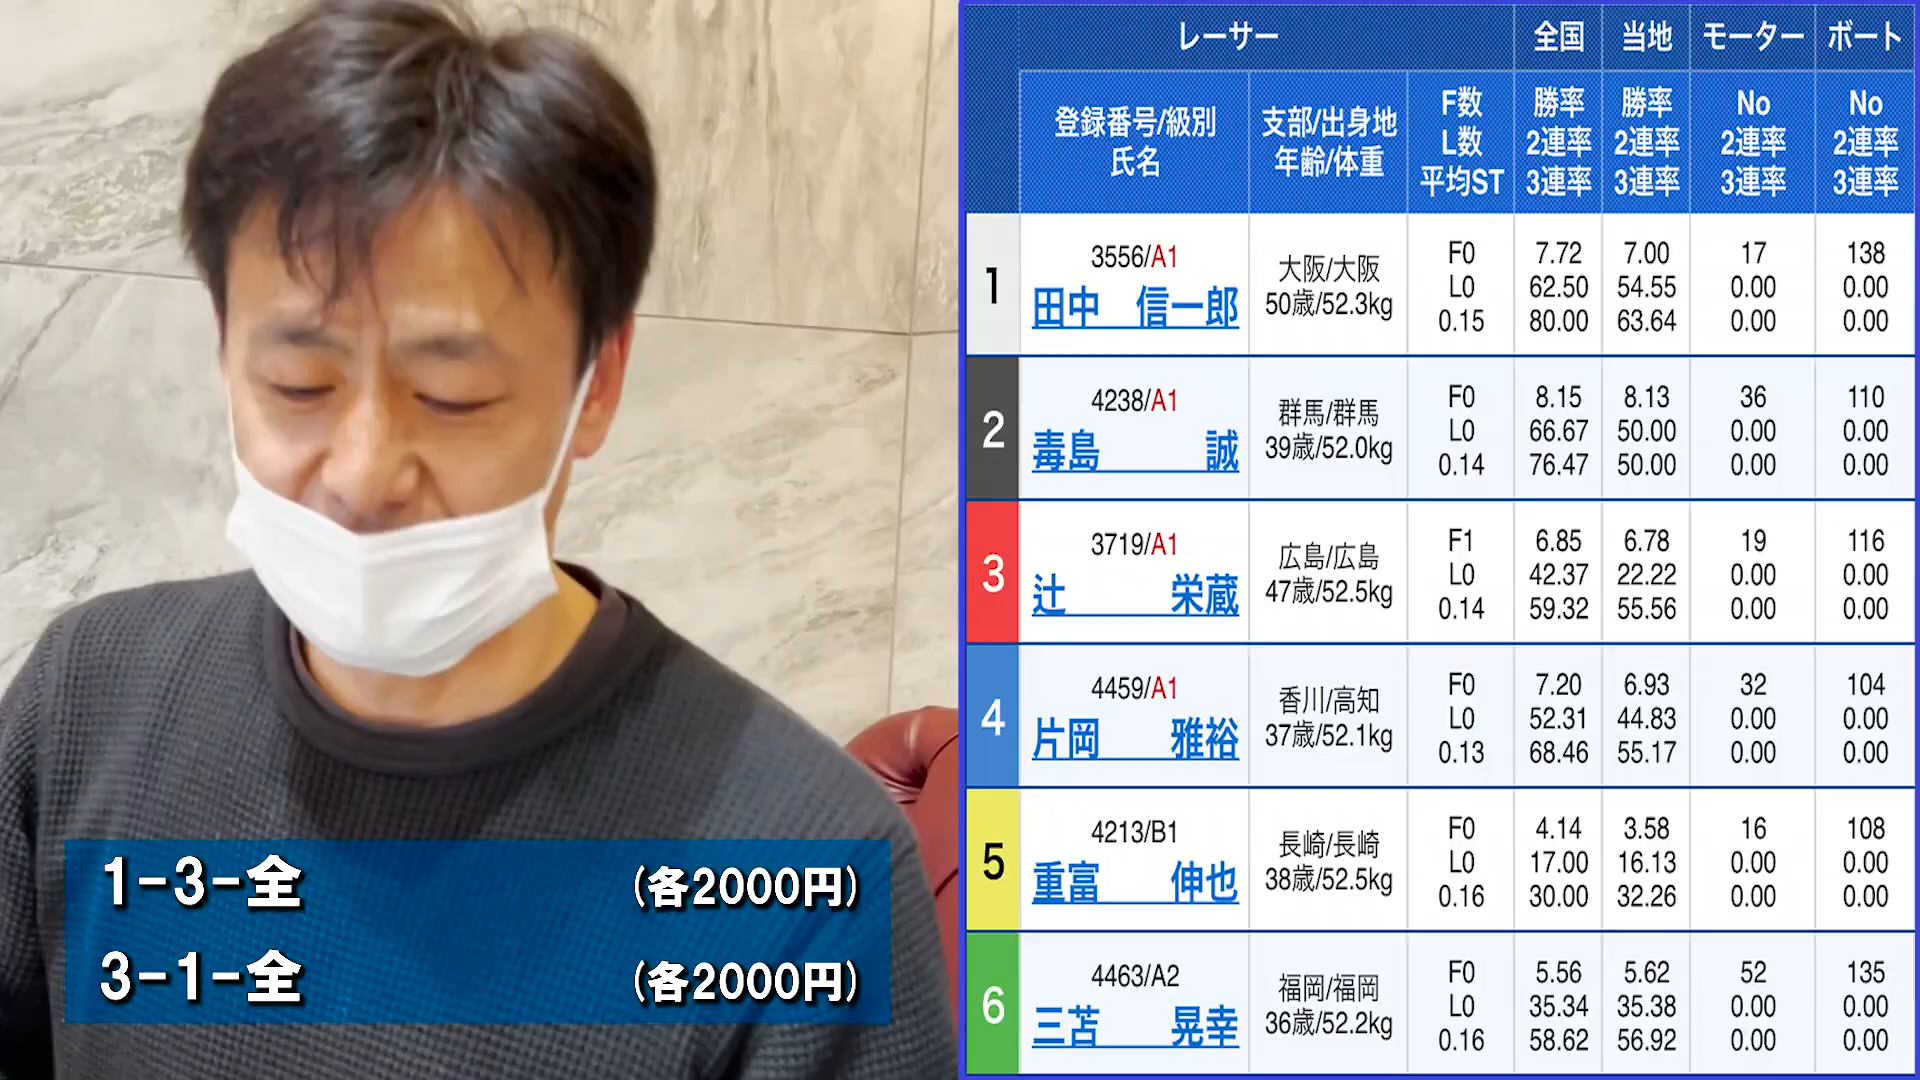 1-3-全 (各2000円)
3-1-全 (各2000円)
レーサー 全国 当地 モーター ボート
登録番号/級別 支部/出身地 F数 勝率 勝率 No No
氏名 年齢/体重 L数 2連率 2連率 2連率 2連率
平均ST 3連率 3連率 3連率 3連率
1 3556/A1 大阪/大阪 F0 7.72 7.00 17 138
田中 信一郎 50歳/52.3kg L0 62.50 54.55 0.00 0.00
0.15 80.00 63.64 0.00 0.00
2 4238/A1 群馬/群馬 F0 8.15 8.13 36 110
毒島 誠 39歳/52.0kg L0 66.67 50.00 0.00 0.00
0.14 76.47 50.00 0.00 0.00
3 3719/A1 広島/広島 F1 6.85 6.78 19 116
辻 栄蔵 47歳/52.5kg L0 42.37 22.22 0.00 0.00
0.14 59.32 55.56 0.00 0.00
4 4459/A1 香川/高知 F0 7.20 6.93 32 104
片岡 雅裕 37歳/52.1kg L0 52.31 44.83 0.00 0.00
0.13 68.46 55.17 0.00 0.00
5 4213/B1 長崎/長崎 F0 4.14 3.58 16 108
重富 伸也 38歳/52.5kg L0 17.00 16.13 0.00 0.00
0.16 30.00 32.26 0.00 0.00
6 4463/A2 福岡/福岡 F0 5.56 5.62 52 135
三苫 晃幸 36歳/52.2kg L0 35.34 35.38 0.00 0.00
0.16 58.62 56.92 0.00 0.00